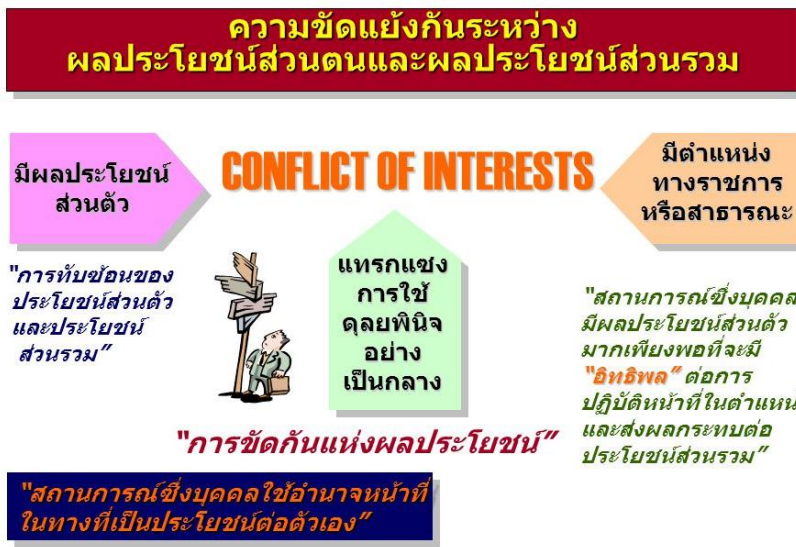 ความขัดแย้งกันระหว่าง
ผลประโยชน์ส่วนตนและผลประโยชน์ส่วนรวม
มีผลประโยชน์
ส่วนตัว
CONFLICT OF INTERESTS
มีตำแหน่ง
ทางราชการ
หรือสาธารณะ
"การทับซ้อนของ
ประโยชน์ส่วนตัว
และประโยชน์
ส่วนรวม"
แทรกแซง
การใช้
ดุลยพินิจ
อย่าง
เป็นกลาง
"สถานการณ์ซึ่งบุคคล
มีผลประโยชน์ส่วนตัว
มากเพียงพอที่จะมี
"อิทธิพล" ต่อการ
ปฏิบัติหน้าที่ในตำแหน
และส่งผลกระทบต่อ
ประโยชน์ส่วนรวม"
"การขัดกันแห่งผลประโยชน์"
"สถานการณ์ซึ่งบุคคลใช้อำนาจหน้าที่
ในทางที่เป็นประโยชน์ต่อตัวเอง"